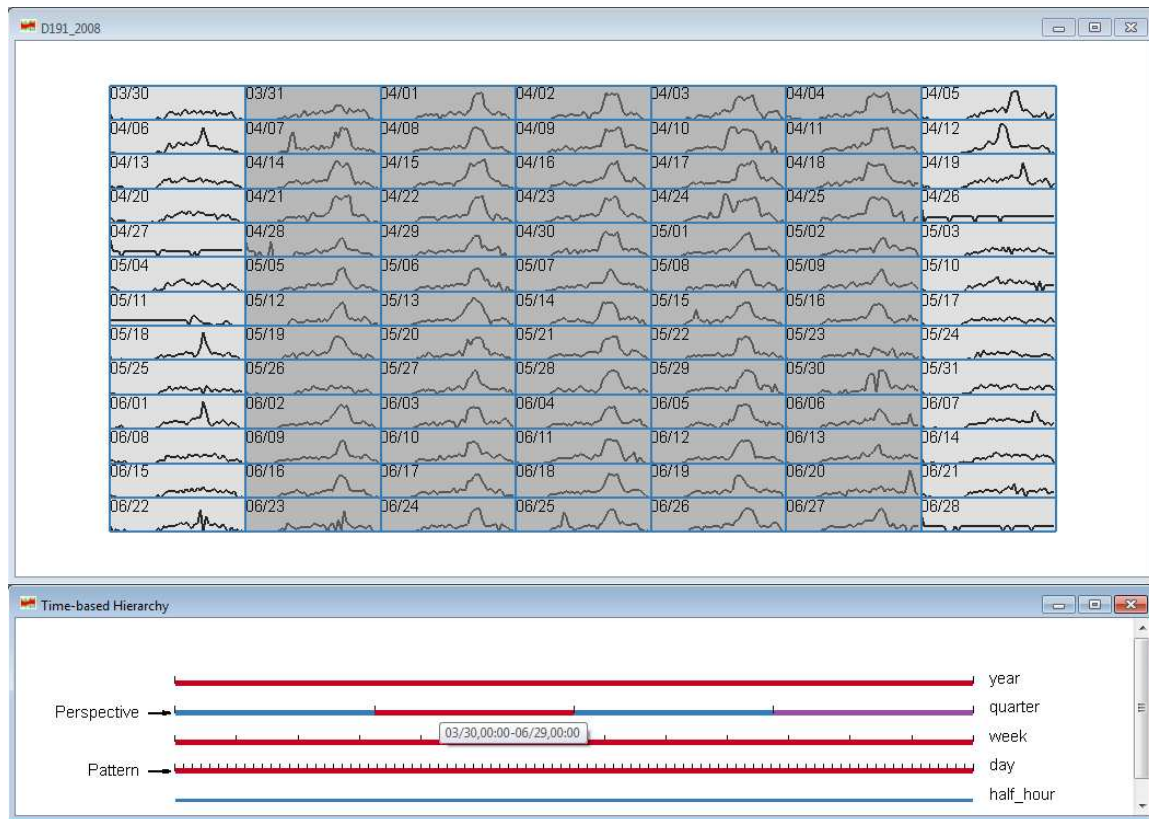 D191_2008
03/30 03/31 04/01 04/02 04/03 04/04 04/05
04/06 04/07 04/08 04/09 04/10 04/11 04/12
04/13 04/14 04/15 04/16 04/17 04/18 04/19
04/20 04/21 04/22 04/23 04/24 04/25 04/26
04/27 04/28 04/29 04/30 05/01 05/02 05/03
05/04 05/05 05/06 05/07 05/08 05/09 05/10
05/11 05/12 05/13 05/14 05/15 05/16 05/17
05/18 05/19 05/20 05/21 05/22 05/23 05/24
05/25 05/26 05/27 05/28 05/29 05/30 05/31
06/01 06/02 06/03 06/04 06/05 06/06 06/07
06/08 06/09 06/10 06/11 06/12 06/13 06/14
06/15 06/16 06/17 06/18 06/19 06/20 06/21
06/22 06/23 06/24 06/25 06/26 06/27 06/28
Time-based Hierarchy
year
Perspective quarter
03/30,00:00-06/29,00:00
week
Pattern day
half_hour